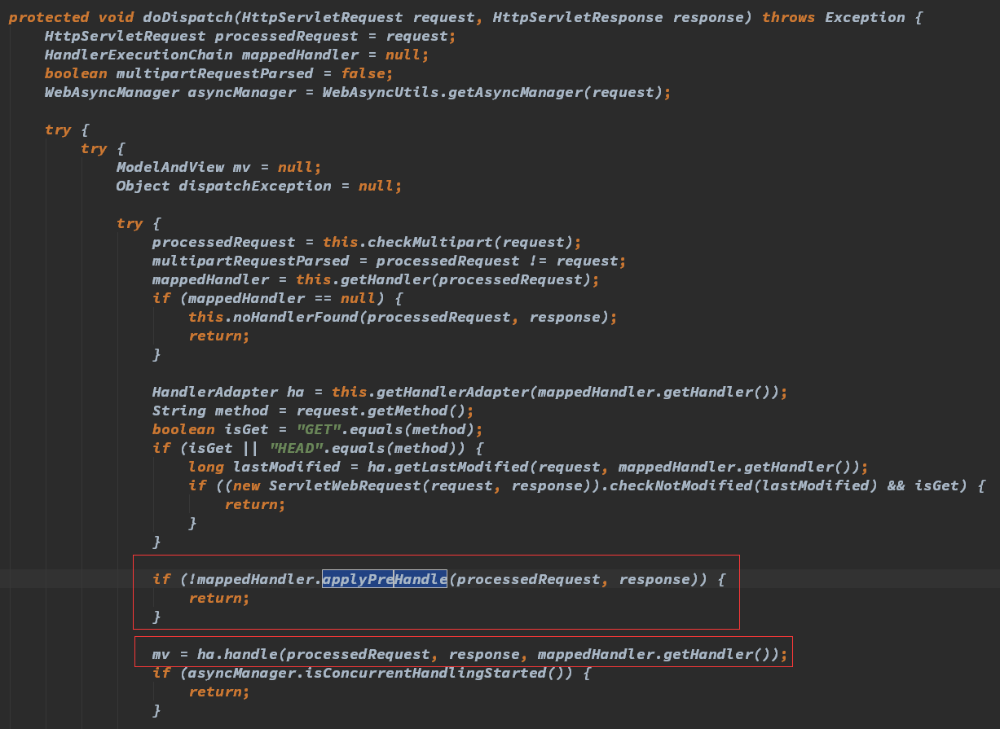 protected void doDispatch(HttpServletRequest request, HttpServletResponse response) throws Exception {
    HttpServletRequest processedRequest = request;
    HandlerExecutionChain mappedHandler = null;
    boolean multipartRequestParsed = false;
    WebAsyncManager asyncManager = WebAsyncUtils.getAsyncManager(request);
    try {
        try {
            ModelAndView mv = null;
            Object dispatchException = null;
            try {
                processedRequest = this.checkMultipart(request);
                multipartRequestParsed = processedRequest != request;
                mappedHandler = this.getHandler(processedRequest);
                if (mappedHandler == null) {
                    this.noHandlerFound(processedRequest, response);
                    return;
                }
                HandlerAdapter ha = this.getHandlerAdapter(mappedHandler.getHandler());
                String method = request.getMethod();
                boolean isGet = "GET".equals(method);
                if (isGet || "HEAD".equals(method)) {
                    long lastModified = ha.getLastModified(request, mappedHandler.getHandler());
                    if ((new ServletWebRequest(request, response)).checkNotModified(lastModified) && isGet) {
                        return;
                    }
                }
                if (!mappedHandler.applyPreHandle(processedRequest, response)) {
                    return;
                }
                mv = ha.handle(processedRequest, response, mappedHandler.getHandler());
                if (asyncManager.isConcurrentHandlingStarted()) {
                    return;
                }